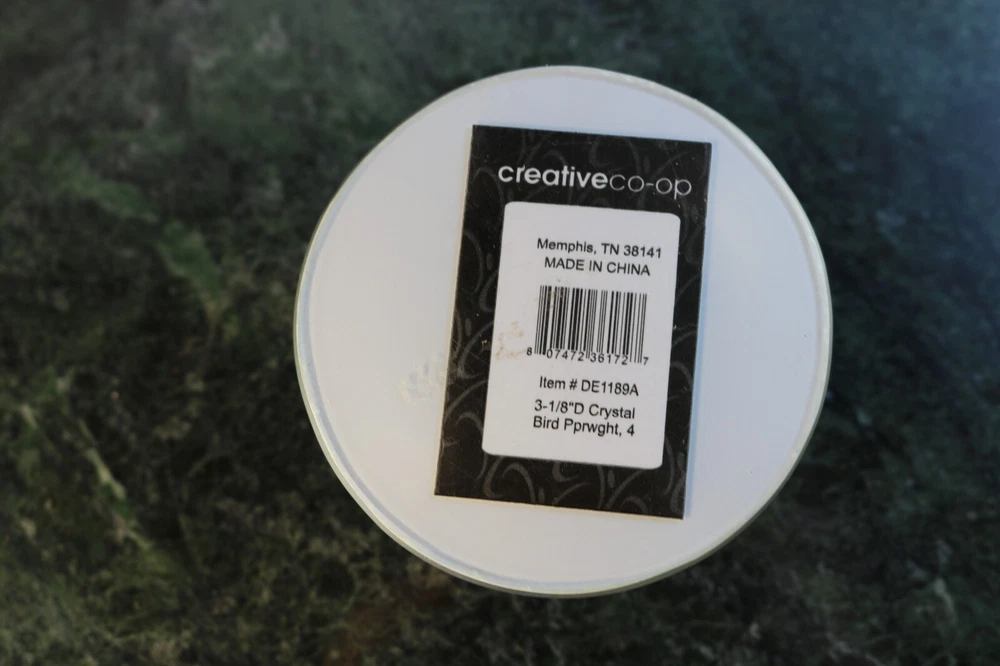 creativeco-op
Memphis, TN 38141
MADE IN CHINA
8 07472 36172 7
Item # DE1189A
3-1/8"D Crystal
Bird Pprwght, 4